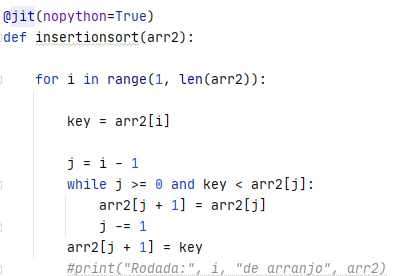 @jit(nopython=True)
def insertionsort(arr2):
    for i in range(1, len(arr2)):
        key = arr2[i]
        j = i - 1
        while j >= 0 and key < arr2[j]:
            arr2[j + 1] = arr2[j]
            j -= 1
        arr2[j + 1] = key
        #print("Rodada:", i, "de arranjo", arr2)